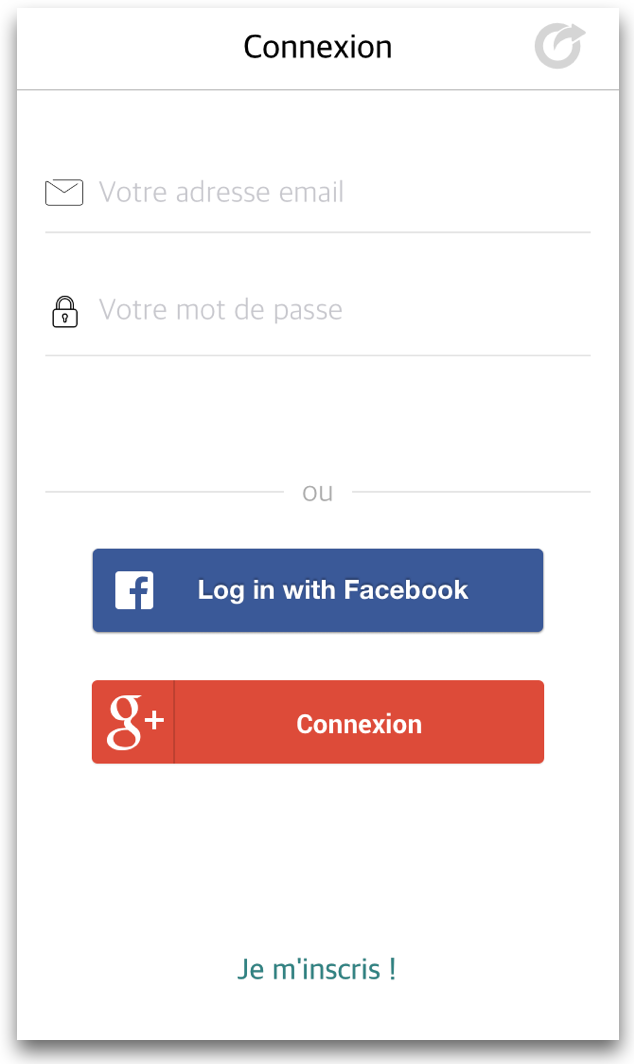 Connexion
Votre adresse email
Votre mot de passe
ou
Log in with Facebook
g+ Connexion
Je m'inscris !